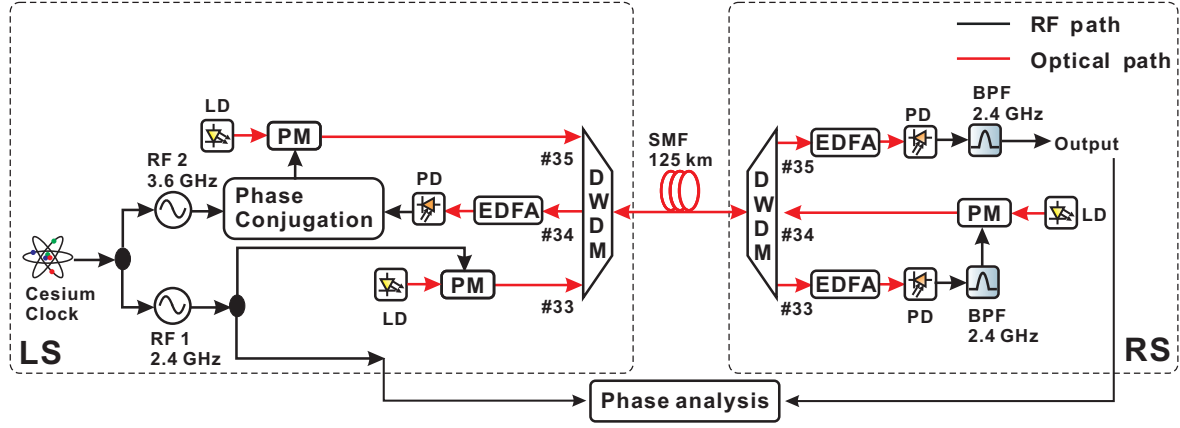 RF path
Optical path
LD
PM
#35
RF 2
3.6 GHz
Phase
Conjugation
PD
EDFA
#34
DWDM
SMF
125 km
Cesium
Clock
RF 1
2.4 GHz
LD
PM
#33
LS
DWDM
#35
EDFA
PD
BPF
2.4 GHz
Output
#34
PM
LD
#33
EDFA
PD
BPF
2.4 GHz
RS
Phase analysis